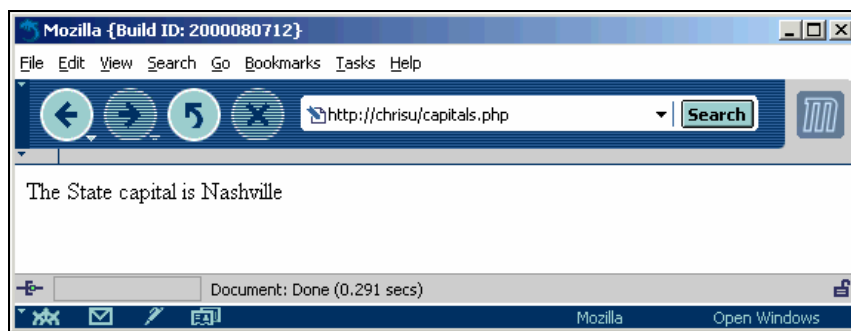 Mozilla {Build ID: 2000080712}
File Edit View Search Go Bookmarks Tasks Help
http://chrisu/capitals.php Search
The State capital is Nashville
Document: Done (0.291 secs)
Mozilla Open Windows